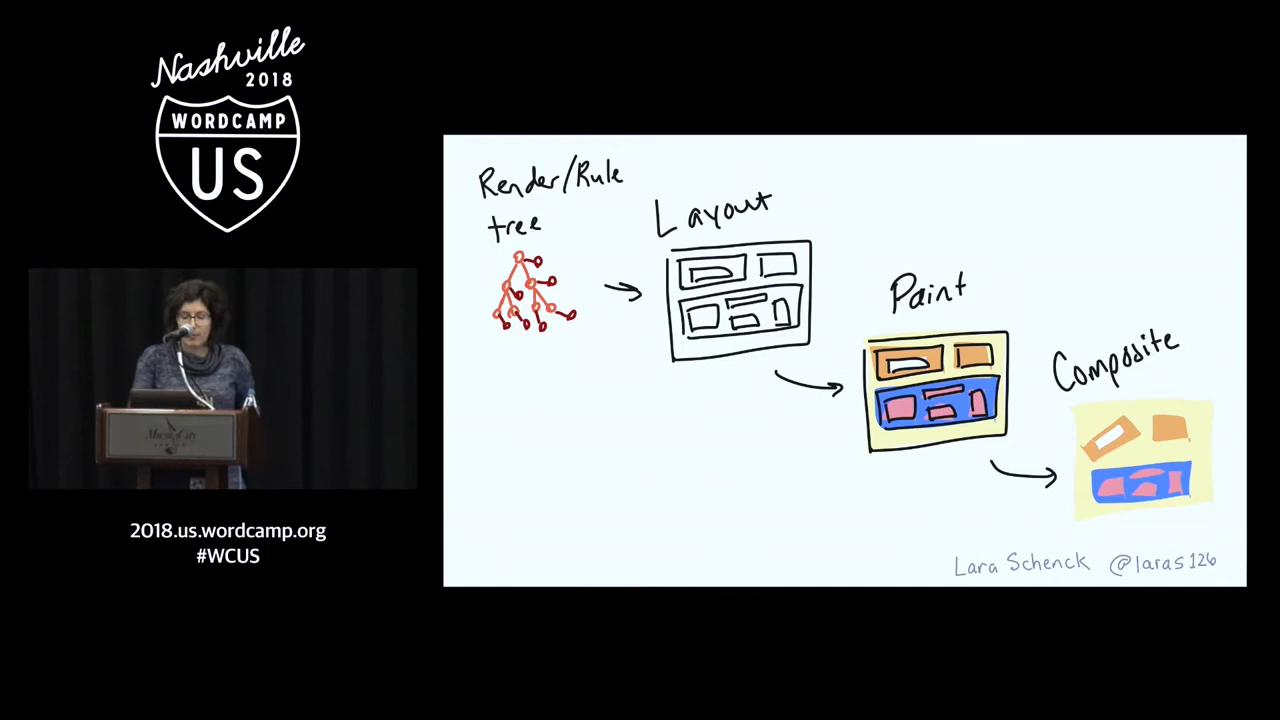 Nashville
2018
WORDCAMP
US
2018.us.wordcamp.org
#WCUS
Render/Rule
tree
Layout
Paint
Composite
Lara Schenck @laras126